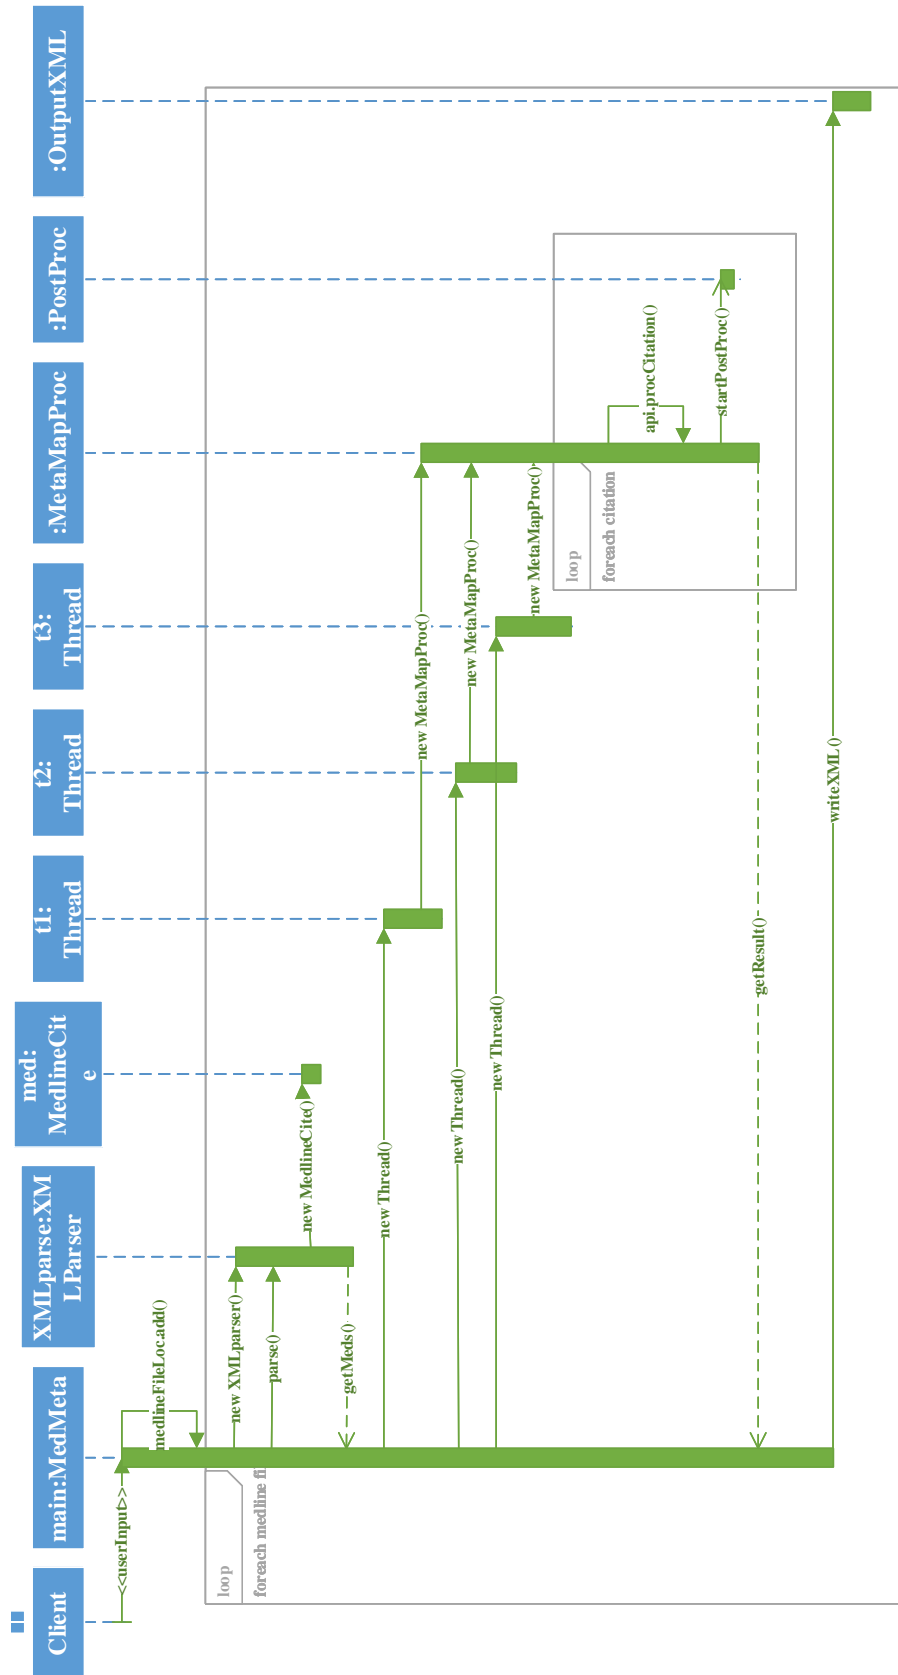 Client
main:MedMeta
XMLparse:XM
LParser
med:
MedlineCit
e
t1:
Thread
t2:
Thread
t3:
Thread
:MetaMapProc
:PostProc
:OutputXML
<<userInput>>
medlineFileLoc.add()
loop
foreach medline fi
new XMLparser()
parse()
new MedlineCite()
getMeds()
new Thread()
new MetaMapProc()
new Thread()
new MetaMapProc()
new Thread()
new MetaMapProc()
loop
foreach citation
api.procCitation()
startPostProc()
getResult()
writeXML()